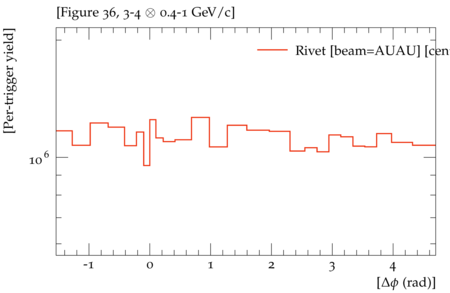 [Figure 36, 3-4 ⊗ 0.4-1 GeV/c]
[Per-trigger yield]
Rivet [beam=AUAU] [cen
10⁶
-1 0 1 2 3 4
[Δϕ (rad)]